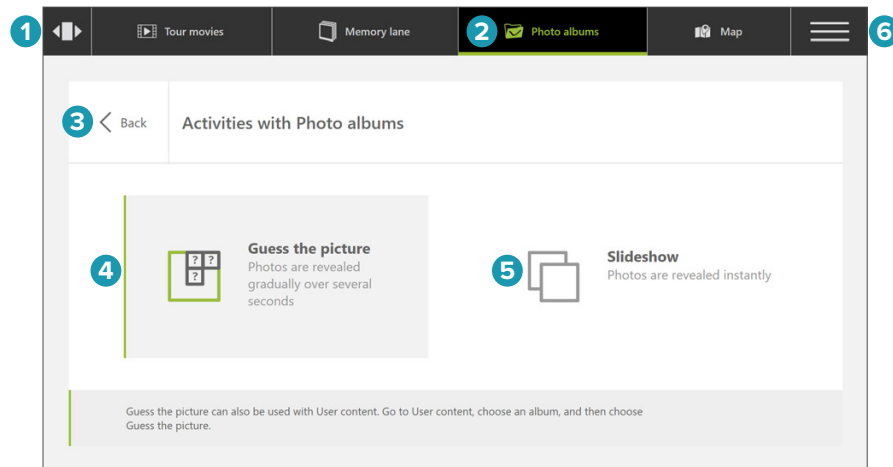 1
Tour movies
Memory lane
2
Photo albums
Map
6
3
Back
Activities with Photo albums
4
? ?
?
Guess the picture
Photos are revealed
gradually over several
seconds
5
Slideshow
Photos are revealed instantly
Guess the picture can also be used with User content. Go to User content, choose an album, and then choose
Guess the picture.